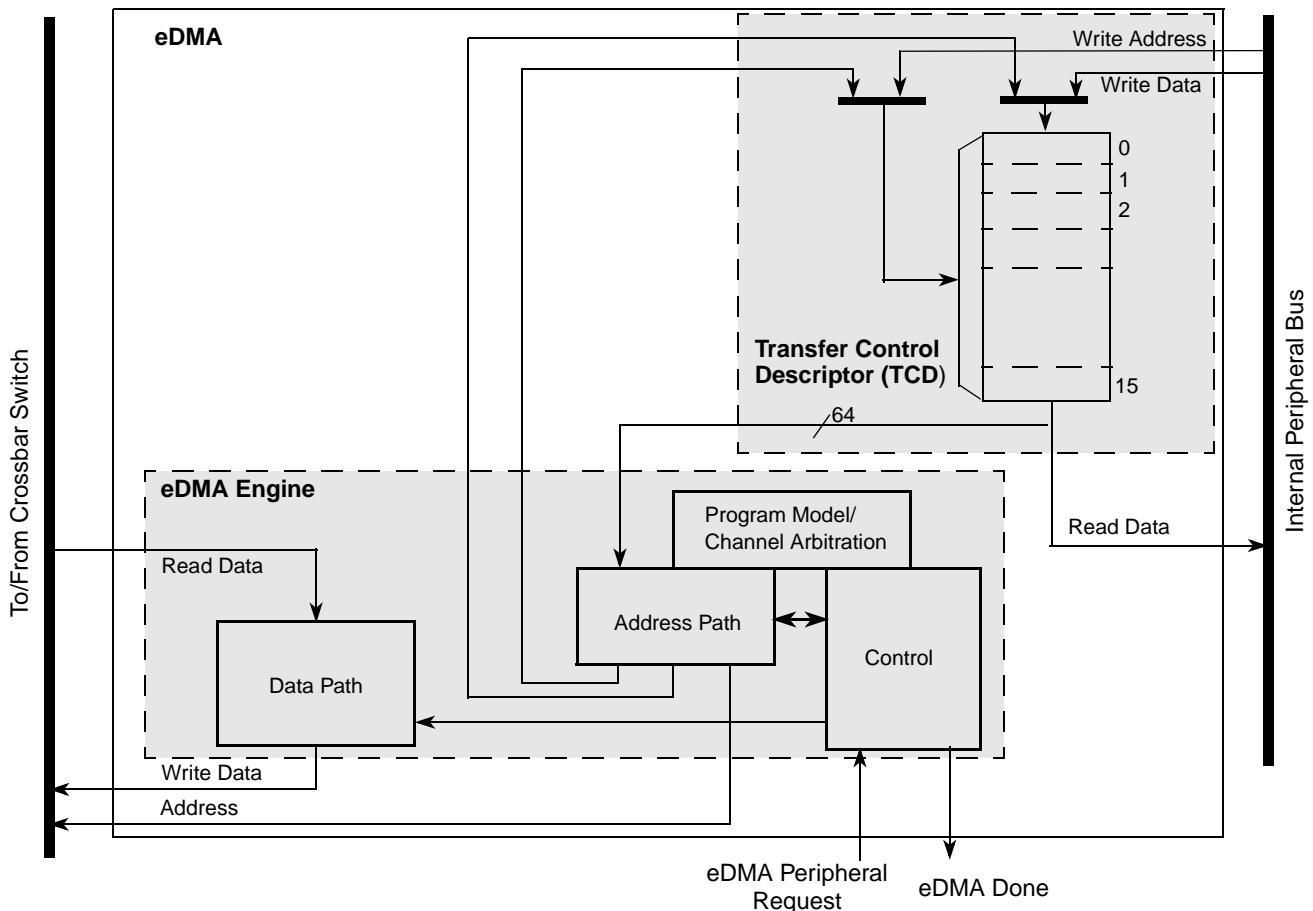 eDMA
Write Address
Write Data
0
1
2
15
Transfer Control
Descriptor (TCD)
64
eDMA Engine
Program Model/
Channel Arbitration
Read Data
Read Data
Address Path
Control
Data Path
Write Data
Address
eDMA Peripheral
Request
eDMA Done
To/From Crossbar Switch
Internal Peripheral Bus